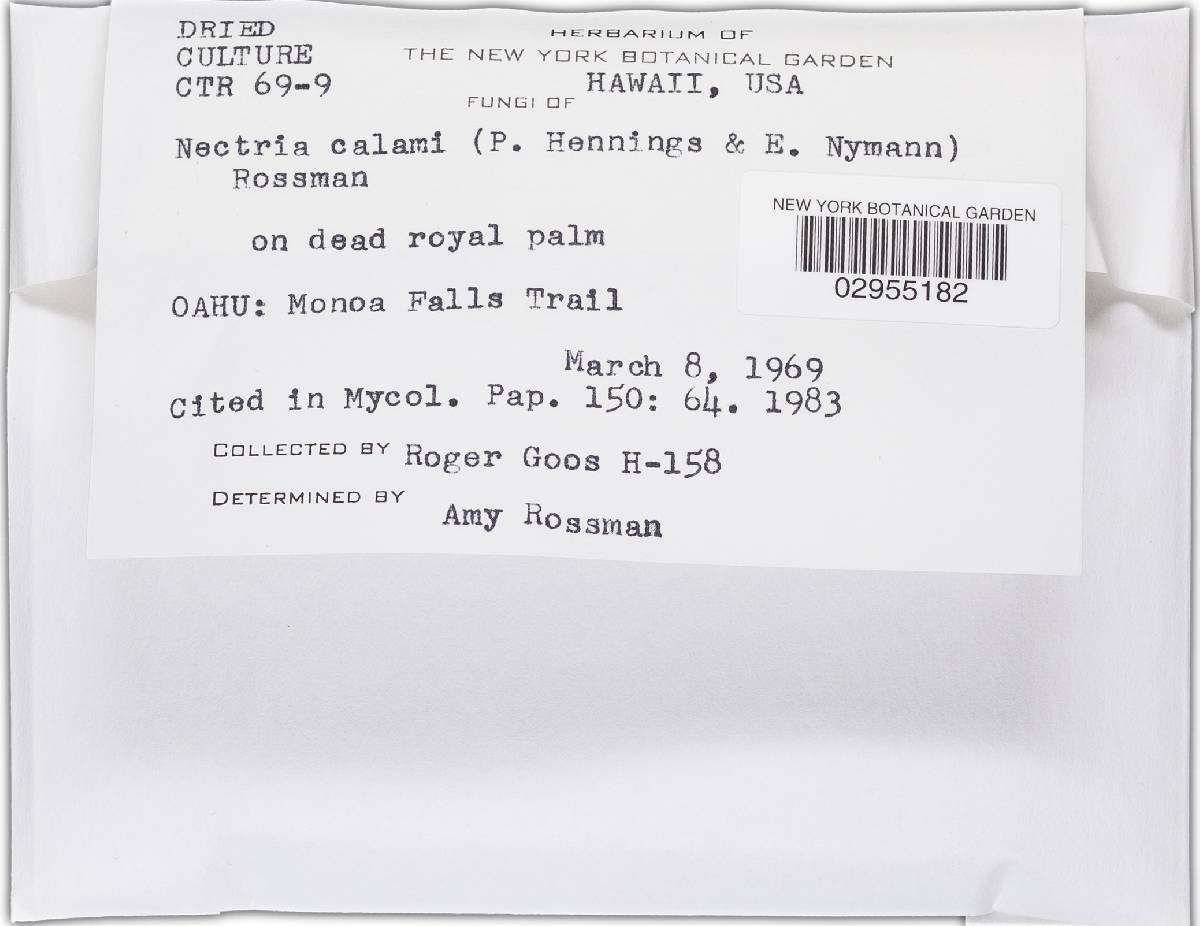 DRIED
CULTURE
CTR 69-9
HERBARIUM OF
THE NEW YORK BOTANICAL GARDEN
HAWAII, USA
FUNGI OF
Nectria calami (P. Hennings & E. Nymann)
Rossman
on dead royal palm
OAHU: Monoa Falls Trail
March 8, 1969
Cited in Mycol. Pap. 150: 64. 1983
COLLECTED BY Roger Goos H-158
DETERMINED BY Amy Rossman
NEW YORK BOTANICAL GARDEN
02955182